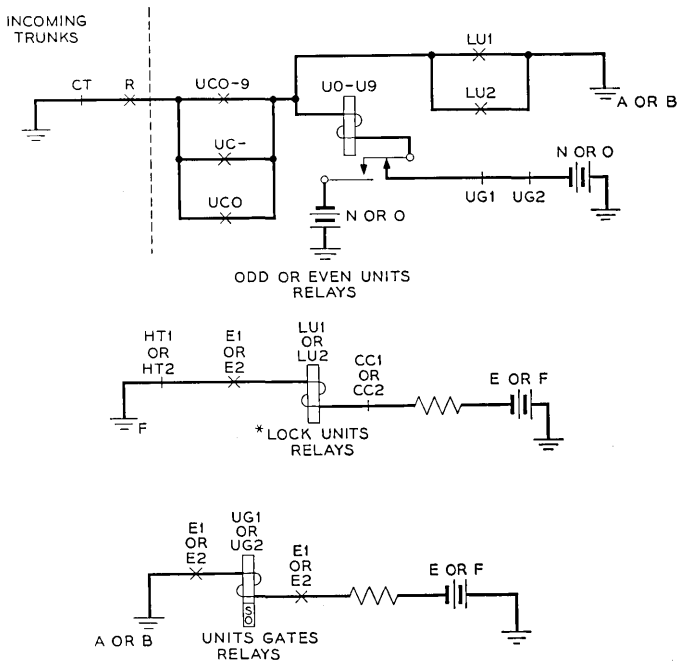 INCOMING
TRUNKS
CT
R
UC0-9
UC-
UC0
U0-U9
LU1
LU2
A OR B
N OR O
UG1
UG2
N OR O
ODD OR EVEN UNITS
RELAYS
HT1
OR
HT2
E1
OR
E2
LU1
OR
LU2
CC1
OR
CC2
E OR F
F
*LOCK UNITS
RELAYS
E1
OR
E2
UG1
OR
UG2
E1
OR
E2
E OR F
SO
A OR B
UNITS GATES
RELAYS